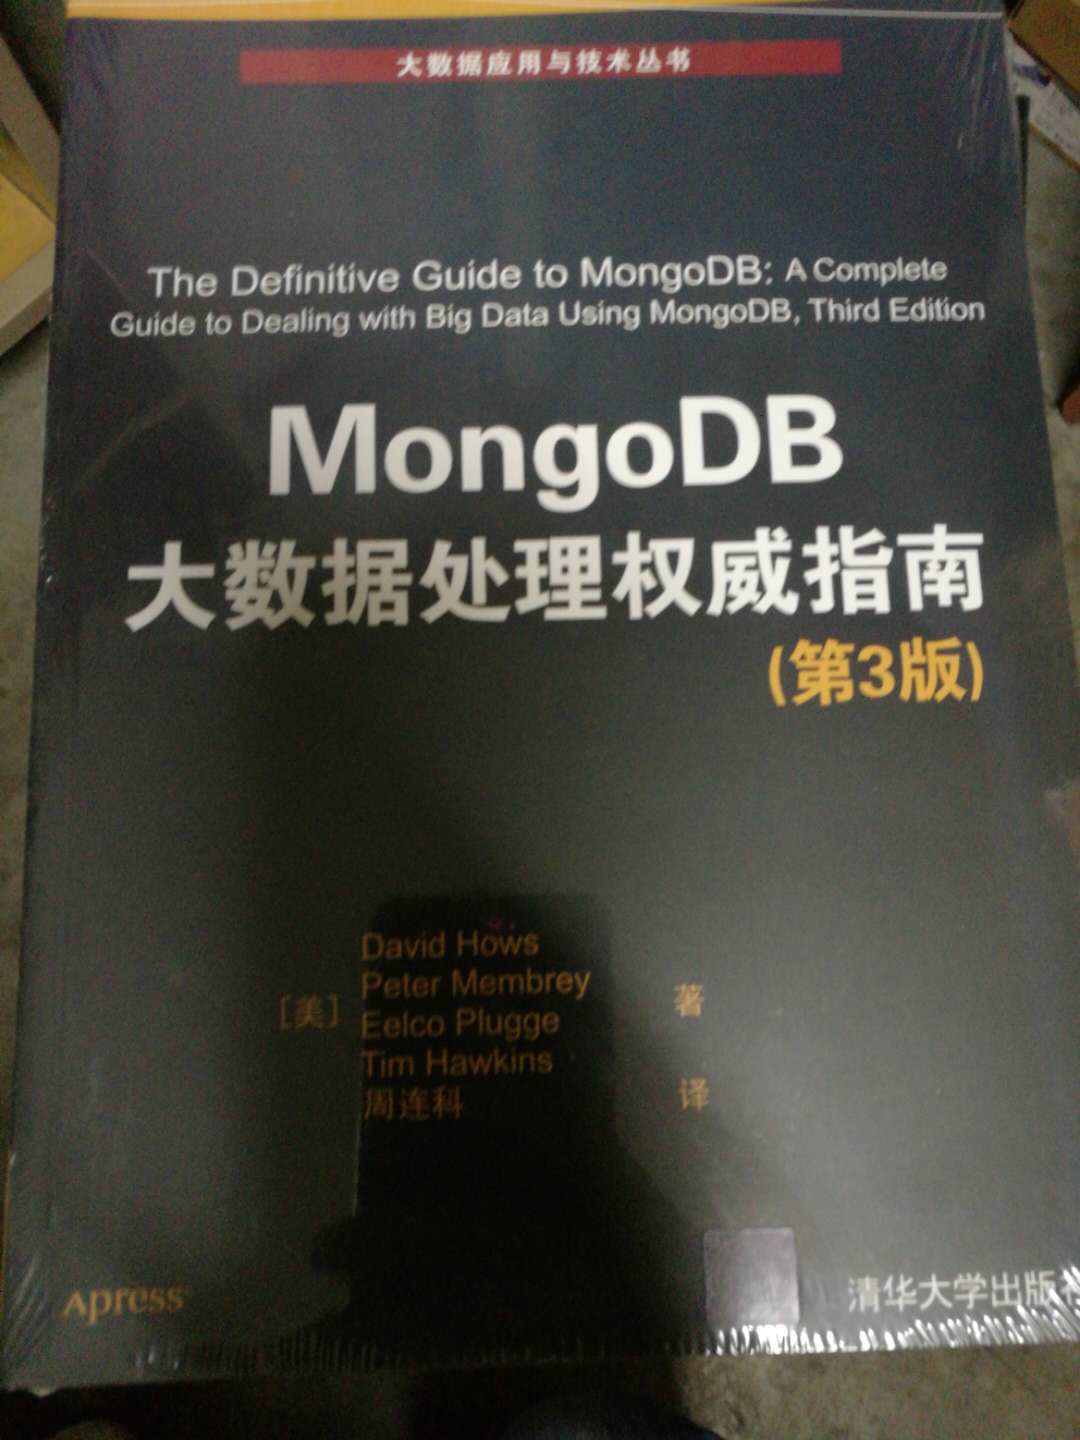 大数据应用与技术丛书
The Definitive Guide to MongoDB: A Complete
Guide to Dealing with Big Data Using MongoDB, Third Edition
MongoDB
大数据处理权威指南
(第3版)
David Hows
Peter Membrey
[美] 著
Eelco Plugge
Tim Hawkins
周连科 译
Apress
清华大学出版社